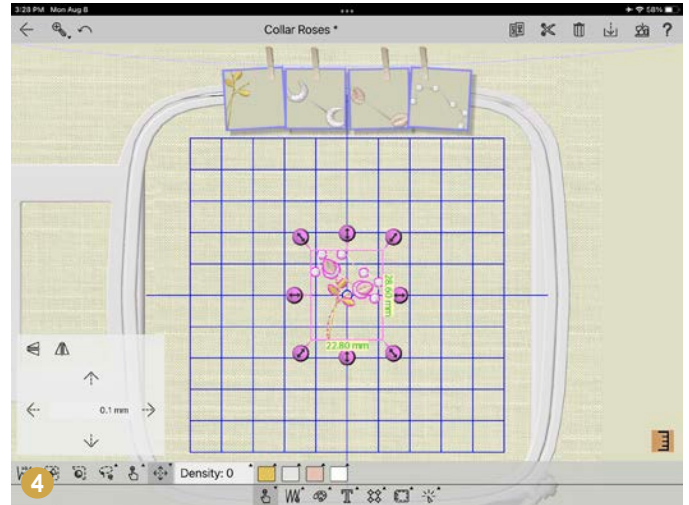 3:28 PM Mon Aug 8
58%
Collar Roses *
?
28.60 mm
22.80 mm
0.1 mm
Density: 0
T
4